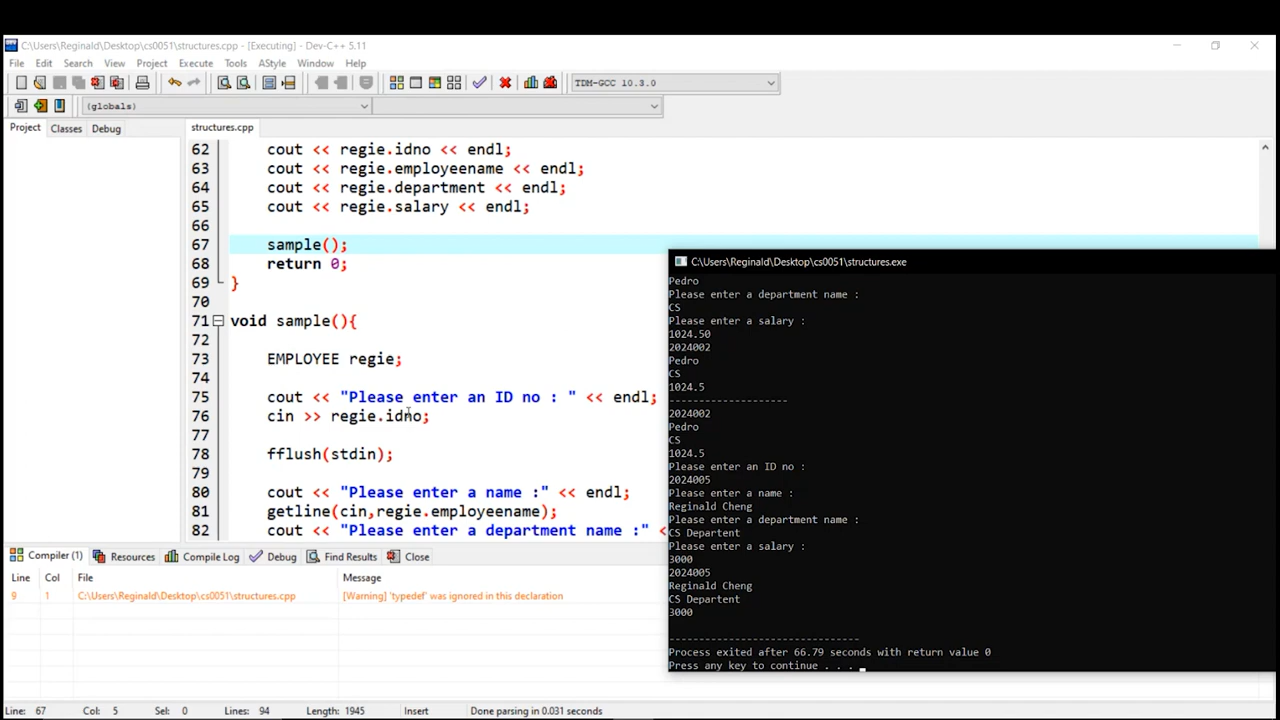 C:\Users\Reginald\Desktop\cs0051\structures.cpp - [Executing] - Dev-C++ 5.11
File Edit Search View Project Execute Tools AStyle Window Help
TDM-GCC 10.3.0
(globals)
Project Classes Debug
structures.cpp
62 cout << regie.idno << endl;
63 cout << regie.employeename << endl;
64 cout << regie.department << endl;
65 cout << regie.salary << endl;
66
67 sample();
68 return 0;
69 }
70
71 void sample(){
72
73 EMPLOYEE regie;
74
75 cout << "Please enter an ID no : " << endl;
76 cin >> regie.idno;
77
78 fflush(stdin);
79
80 cout << "Please enter a name :" << endl;
81 getline(cin,regie.employeename);
82 cout << "Please enter a department name :" <
C:\Users\Reginald\Desktop\cs0051\structures.exe
Pedro
Please enter a department name :
CS
Please enter a salary :
1024.50
2024002
Pedro
CS
1024.5
--------------------
2024002
Pedro
CS
1024.5
Please enter an ID no :
2024005
Please enter a name :
Reginald Cheng
Please enter a department name :
CS Departent
Please enter a salary :
3000
2024005
Reginald Cheng
CS Departent
3000
--------------------------------
Process exited after 66.79 seconds with return value 0
Press any key to continue . . .
Compiler (1) Resources Compile Log Debug Find Results Close
Line Col File Message
9 1 C:\Users\Reginald\Desktop\cs0051\structures.cpp [Warning] 'typedef' was ignored in this declaration
Line: 67 Col: 5 Sel: 0 Lines: 94 Length: 1945 Insert Done parsing in 0.031 seconds